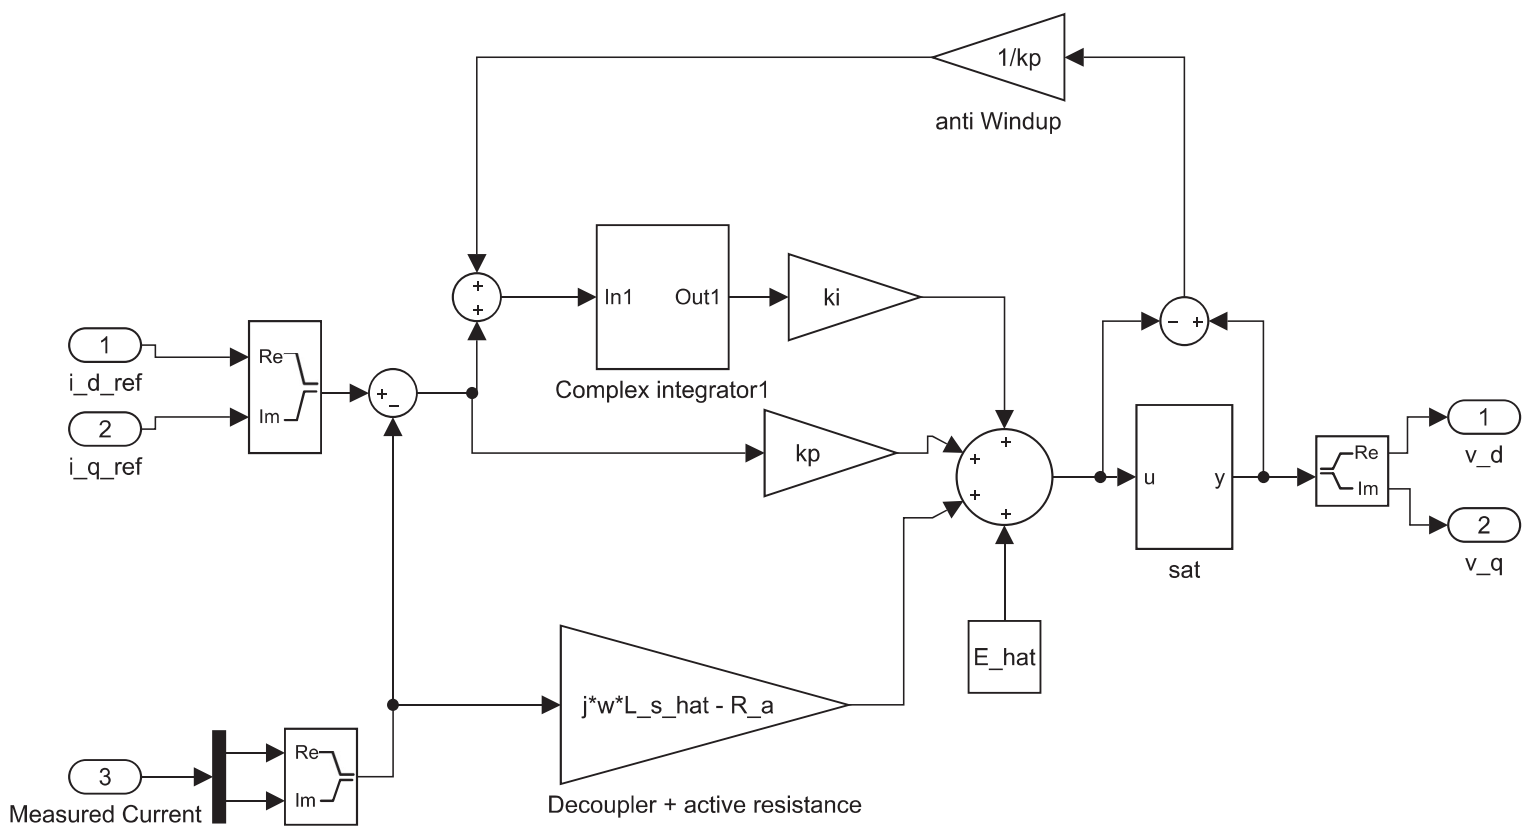 1/kp
anti Windup
+
+
In1 Out1
ki
Complex integrator1
1
i_d_ref
2
i_q_ref
Re
Im
+
−
kp
− +
+
+
+
+
u y
sat
Re
Im
1
v_d
2
v_q
E_hat
j*w*L_s_hat - R_a
Decoupler + active resistance
3
Measured Current
Re
Im